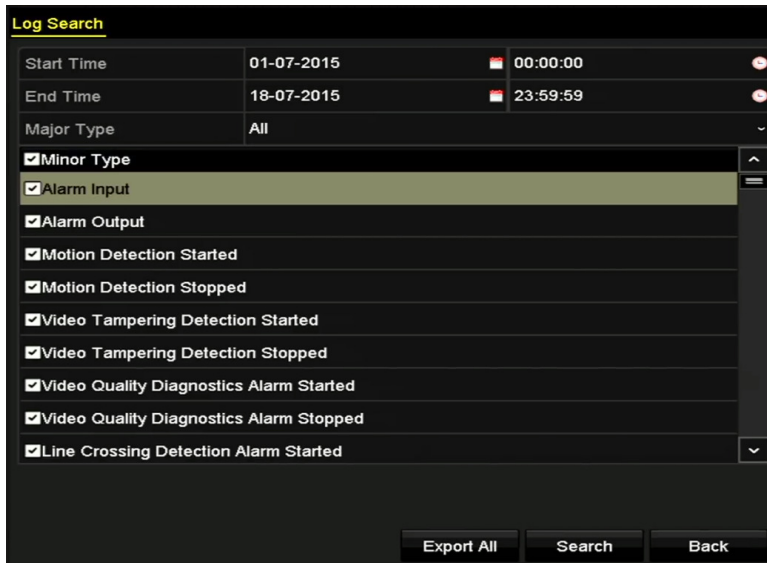 Log Search
Start Time 01-07-2015 00:00:00
End Time 18-07-2015 23:59:59
Major Type All
Minor Type
Alarm Input
Alarm Output
Motion Detection Started
Motion Detection Stopped
Video Tampering Detection Started
Video Tampering Detection Stopped
Video Quality Diagnostics Alarm Started
Video Quality Diagnostics Alarm Stopped
Line Crossing Detection Alarm Started
Export All Search Back